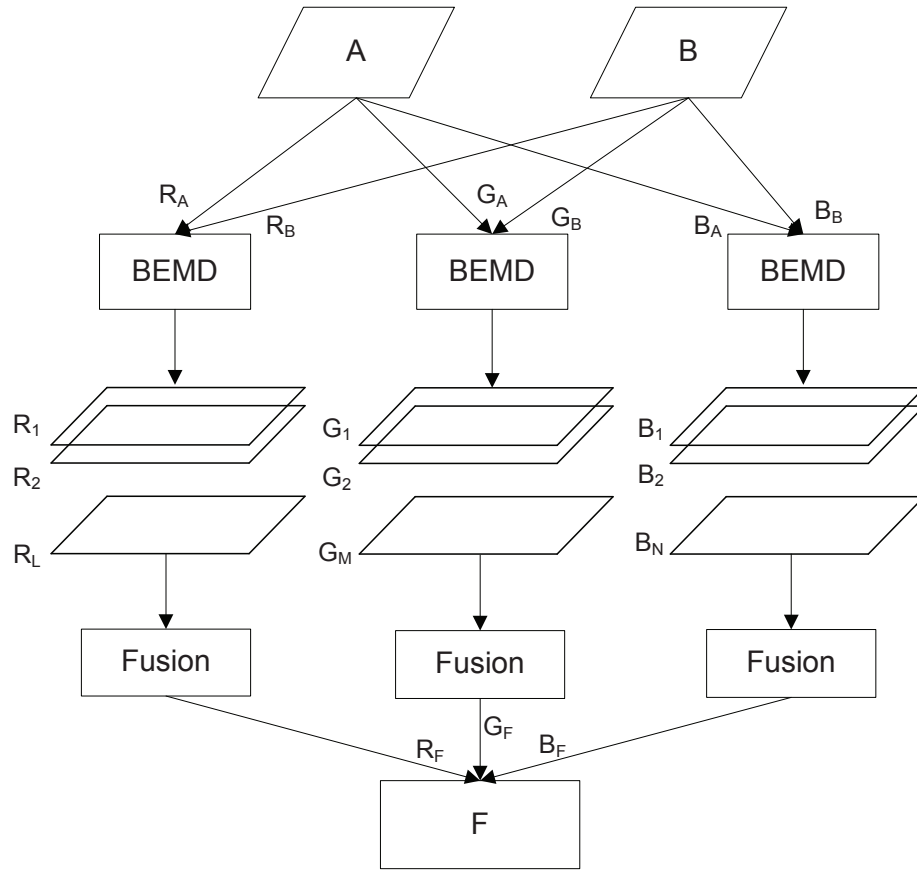 A
B
R_A
R_B
G_A
G_B
B_A
B_B
BEMD
BEMD
BEMD
R_1
R_2
R_L
G_1
G_2
G_M
B_1
B_2
B_N
Fusion
Fusion
Fusion
R_F
G_F
B_F
F